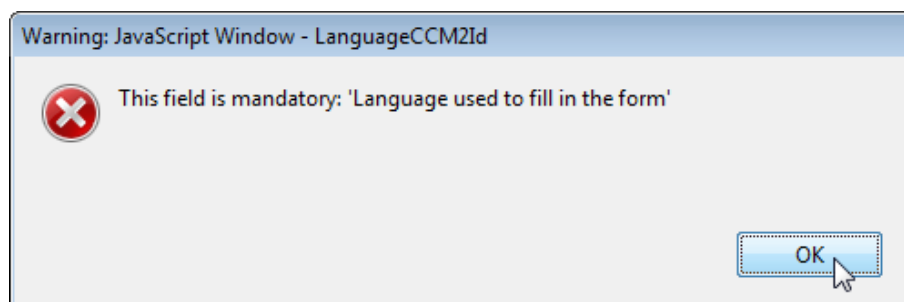 Warning: JavaScript Window - LanguageCCM2Id
This field is mandatory: 'Language used to fill in the form'
OK